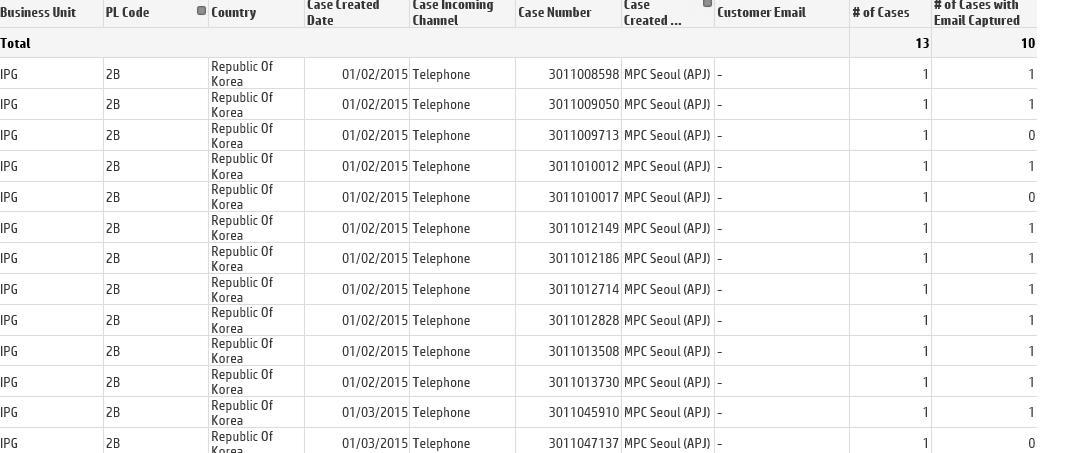 Business Unit PL Code Country Case Created Date Case Incoming Channel Case Number Case Created ... Customer Email # of Cases # of Cases with Email Captured
Total 13 10
IPG 2B Republic Of Korea 01/02/2015 Telephone 3011008598 MPC Seoul (APJ) - 1 1
IPG 2B Republic Of Korea 01/02/2015 Telephone 3011009050 MPC Seoul (APJ) - 1 1
IPG 2B Republic Of Korea 01/02/2015 Telephone 3011009713 MPC Seoul (APJ) - 1 0
IPG 2B Republic Of Korea 01/02/2015 Telephone 3011010012 MPC Seoul (APJ) - 1 1
IPG 2B Republic Of Korea 01/02/2015 Telephone 3011010017 MPC Seoul (APJ) - 1 0
IPG 2B Republic Of Korea 01/02/2015 Telephone 3011012149 MPC Seoul (APJ) - 1 1
IPG 2B Republic Of Korea 01/02/2015 Telephone 3011012186 MPC Seoul (APJ) - 1 1
IPG 2B Republic Of Korea 01/02/2015 Telephone 3011012714 MPC Seoul (APJ) - 1 1
IPG 2B Republic Of Korea 01/02/2015 Telephone 3011012828 MPC Seoul (APJ) - 1 1
IPG 2B Republic Of Korea 01/02/2015 Telephone 3011013508 MPC Seoul (APJ) - 1 1
IPG 2B Republic Of Korea 01/02/2015 Telephone 3011013730 MPC Seoul (APJ) - 1 1
IPG 2B Republic Of Korea 01/03/2015 Telephone 3011045910 MPC Seoul (APJ) - 1 1
IPG 2B Republic Of Korea 01/03/2015 Telephone 3011047137 MPC Seoul (APJ) - 1 0